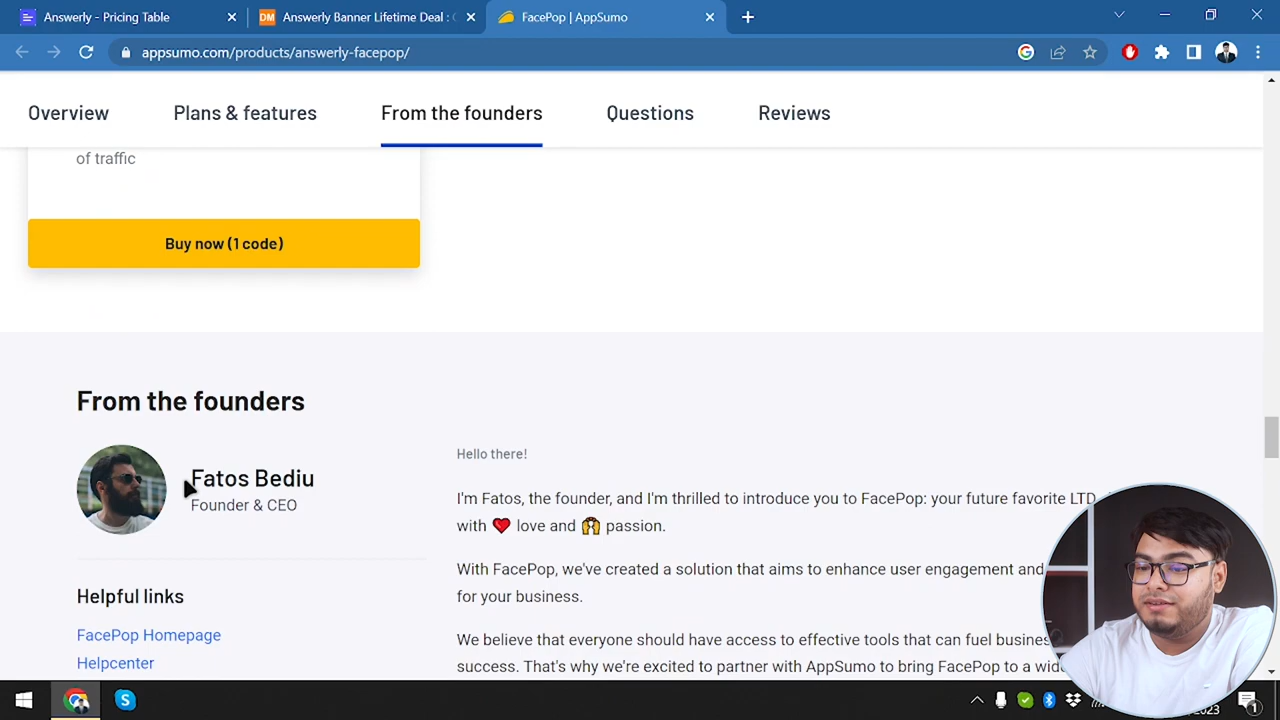 Answerly - Pricing Table
DM
Answerly Banner Lifetime Deal :
FacePop | AppSumo
appsumo.com/products/answerly-facepop/
Overview
Plans & features
From the founders
Questions
Reviews
of traffic
Buy now (1 code)
From the founders
Fatos Bediu
Founder & CEO
Helpful links
FacePop Homepage
Helpcenter
Hello there!
I'm Fatos, the founder, and I'm thrilled to introduce you to FacePop: your future favorite LTD
with ❤️ love and 🙌 passion.
With FacePop, we've created a solution that aims to enhance user engagement and
for your business.
We believe that everyone should have access to effective tools that can fuel
success. That's why we're excited to partner with AppSumo to bring FacePop to a